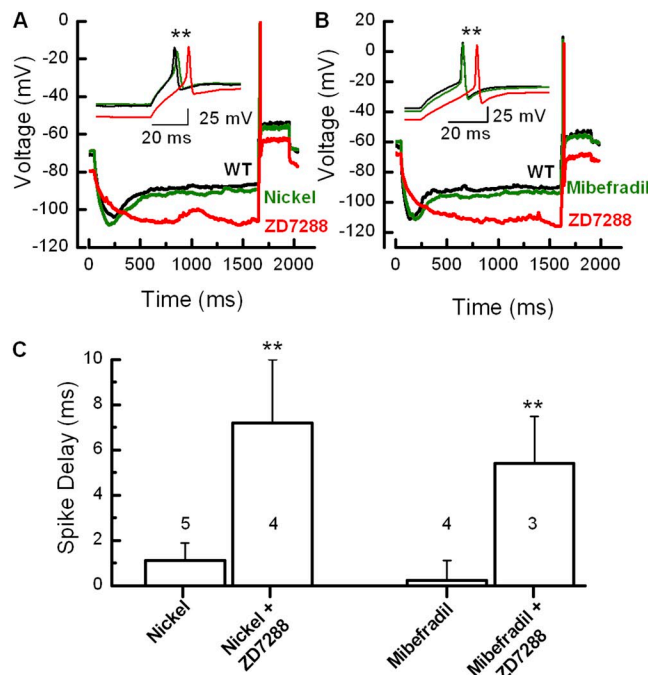 A
**
25 mV
20 ms
WT
Nickel
ZD7288
Voltage (mV)
0
-20
-40
-60
-80
-100
-120
0
500
1000
1500
2000
Time (ms)
B
**
25 mV
20 ms
WT
Mibefradil
ZD7288
Voltage (mV)
20
0
-20
-40
-60
-80
-100
-120
0
500
1000
1500
2000
Time (ms)
C
Spike Delay (ms)
10
8
6
4
2
0
**
**
5
4
4
3
Nickel
Nickel +
ZD7288
Mibefradil
Mibefradil +
ZD7288